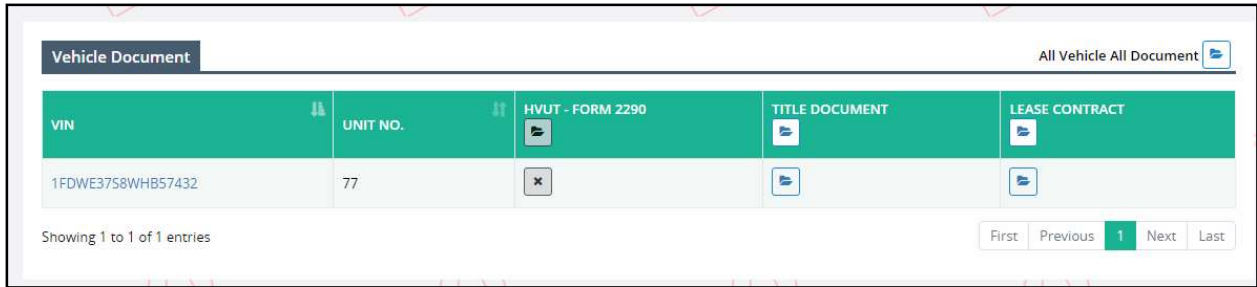 Vehicle Document
All Vehicle All Document
VIN UNIT NO. HVUT - FORM 2290 TITLE DOCUMENT LEASE CONTRACT
1FDWE37S8WHB57432 77
Showing 1 to 1 of 1 entries
First Previous 1 Next Last